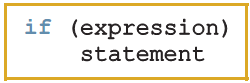 if (expression)
statement